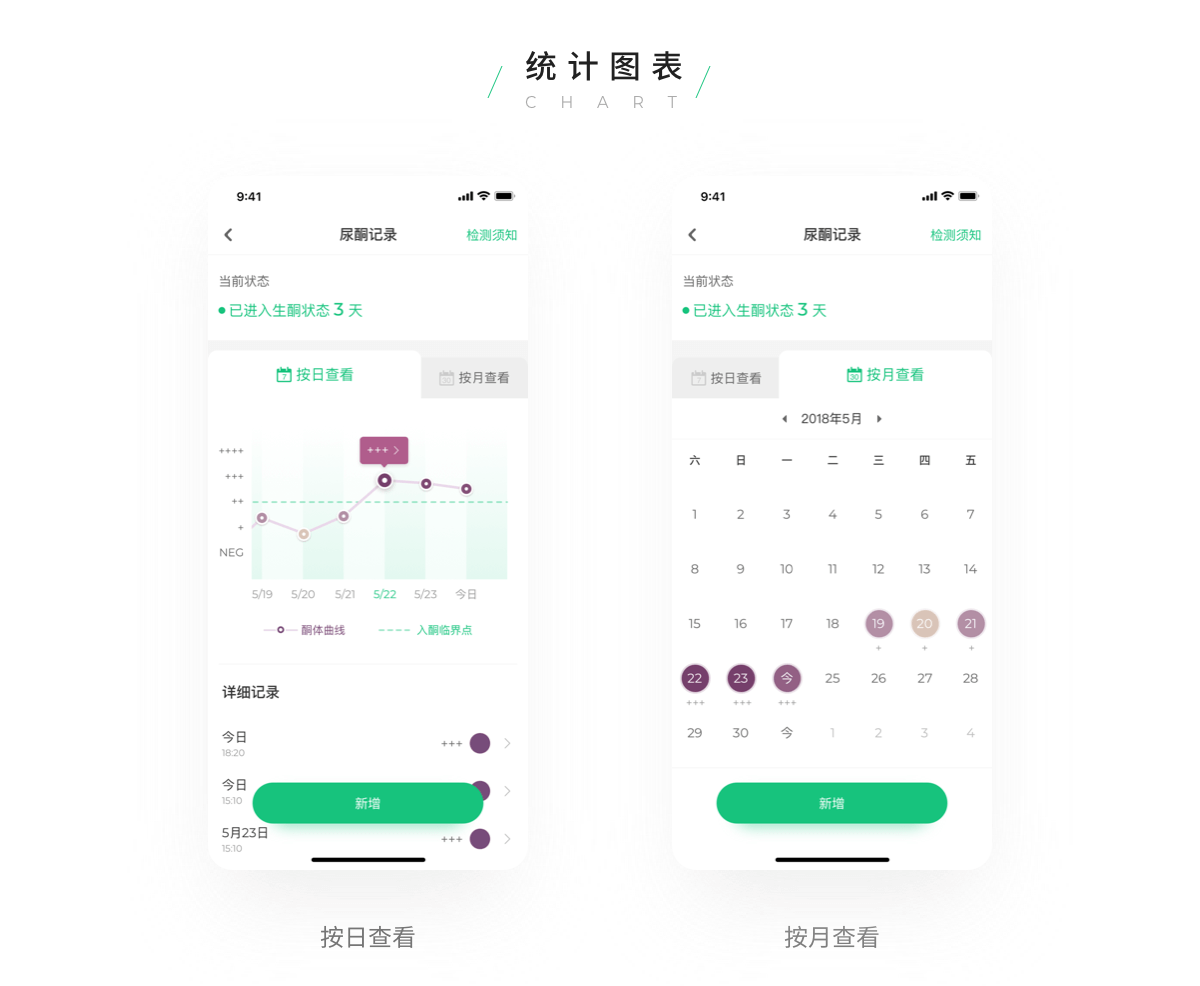 统计图表
CHART
9:41
尿酮记录
检测须知
当前状态
已进入生酮状态 3 天
7 按日查看
30 按月查看
++++
+++
++
+
NEG
+++
5/19 5/20 5/21 5/22 5/23 今日
酮体曲线
入酮临界点
详细记录
今日
18:20
+++
今日
15:10
新增
5月23日
15:10
+++
按日查看
9:41
尿酮记录
检测须知
当前状态
已进入生酮状态 3 天
7 按日查看
30 按月查看
2018年5月
六 日 一 二 三 四 五
1 2 3 4 5 6 7
8 9 10 11 12 13 14
15 16 17 18 19 20 21
+ + +
22 23 今 25 26 27 28
+++ +++ +++
29 30 今 1 2 3 4
新增
按月查看